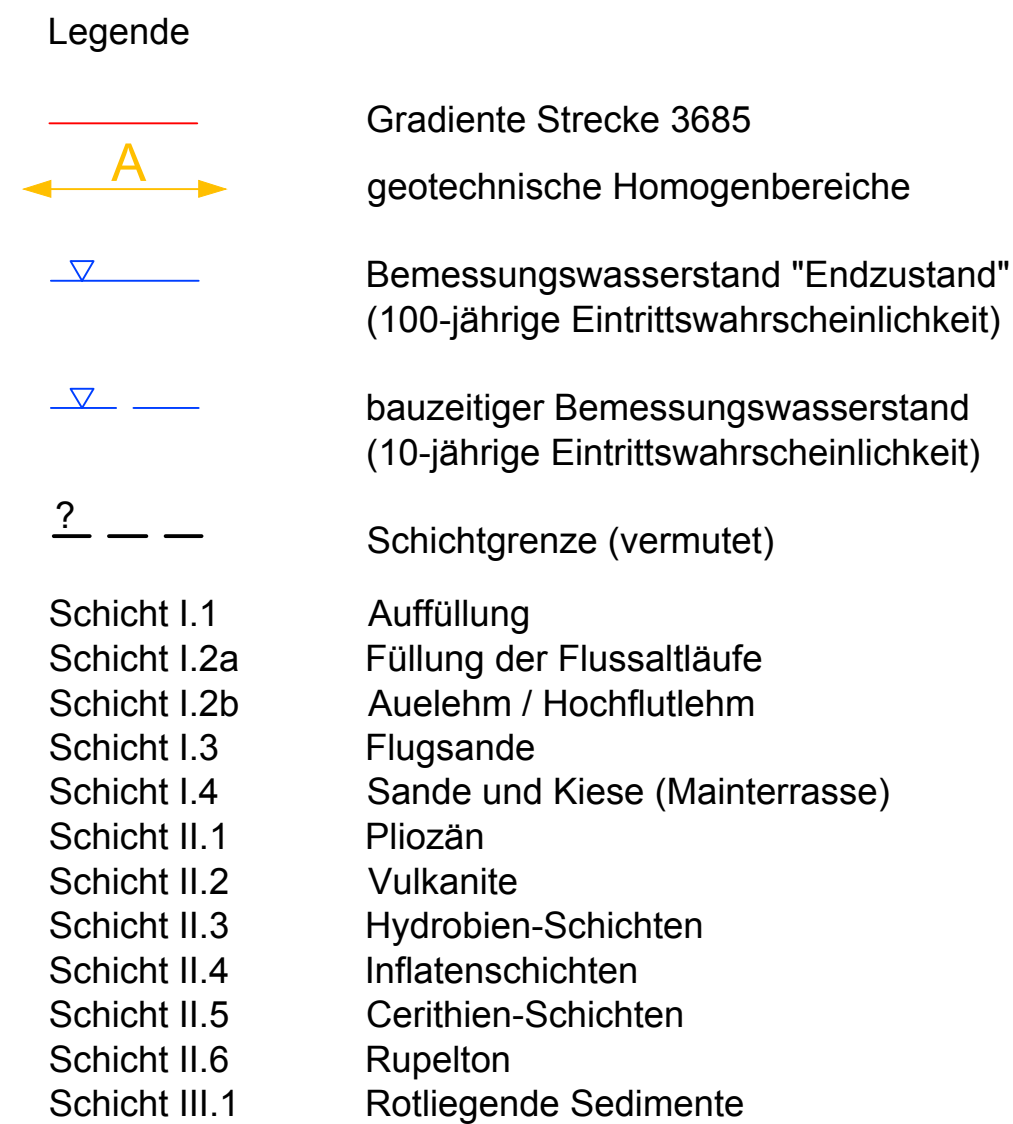 Legende
Gradiente Strecke 3685
A
geotechnische Homogenbereiche
Bemessungswasserstand "Endzustand"
(100-jährige Eintrittswahrscheinlichkeit)
bauzeitiger Bemessungswasserstand
(10-jährige Eintrittswahrscheinlichkeit)
?
Schichtgrenze (vermutet)
Schicht I.1 Auffüllung
Schicht I.2a Füllung der Flussaltläufe
Schicht I.2b Auelehm / Hochflutlehm
Schicht I.3 Flugsande
Schicht I.4 Sande und Kiese (Mainterrasse)
Schicht II.1 Pliozän
Schicht II.2 Vulkanite
Schicht II.3 Hydrobien-Schichten
Schicht II.4 Inflatenschichten
Schicht II.5 Cerithien-Schichten
Schicht II.6 Rupelton
Schicht III.1 Rotliegende Sedimente